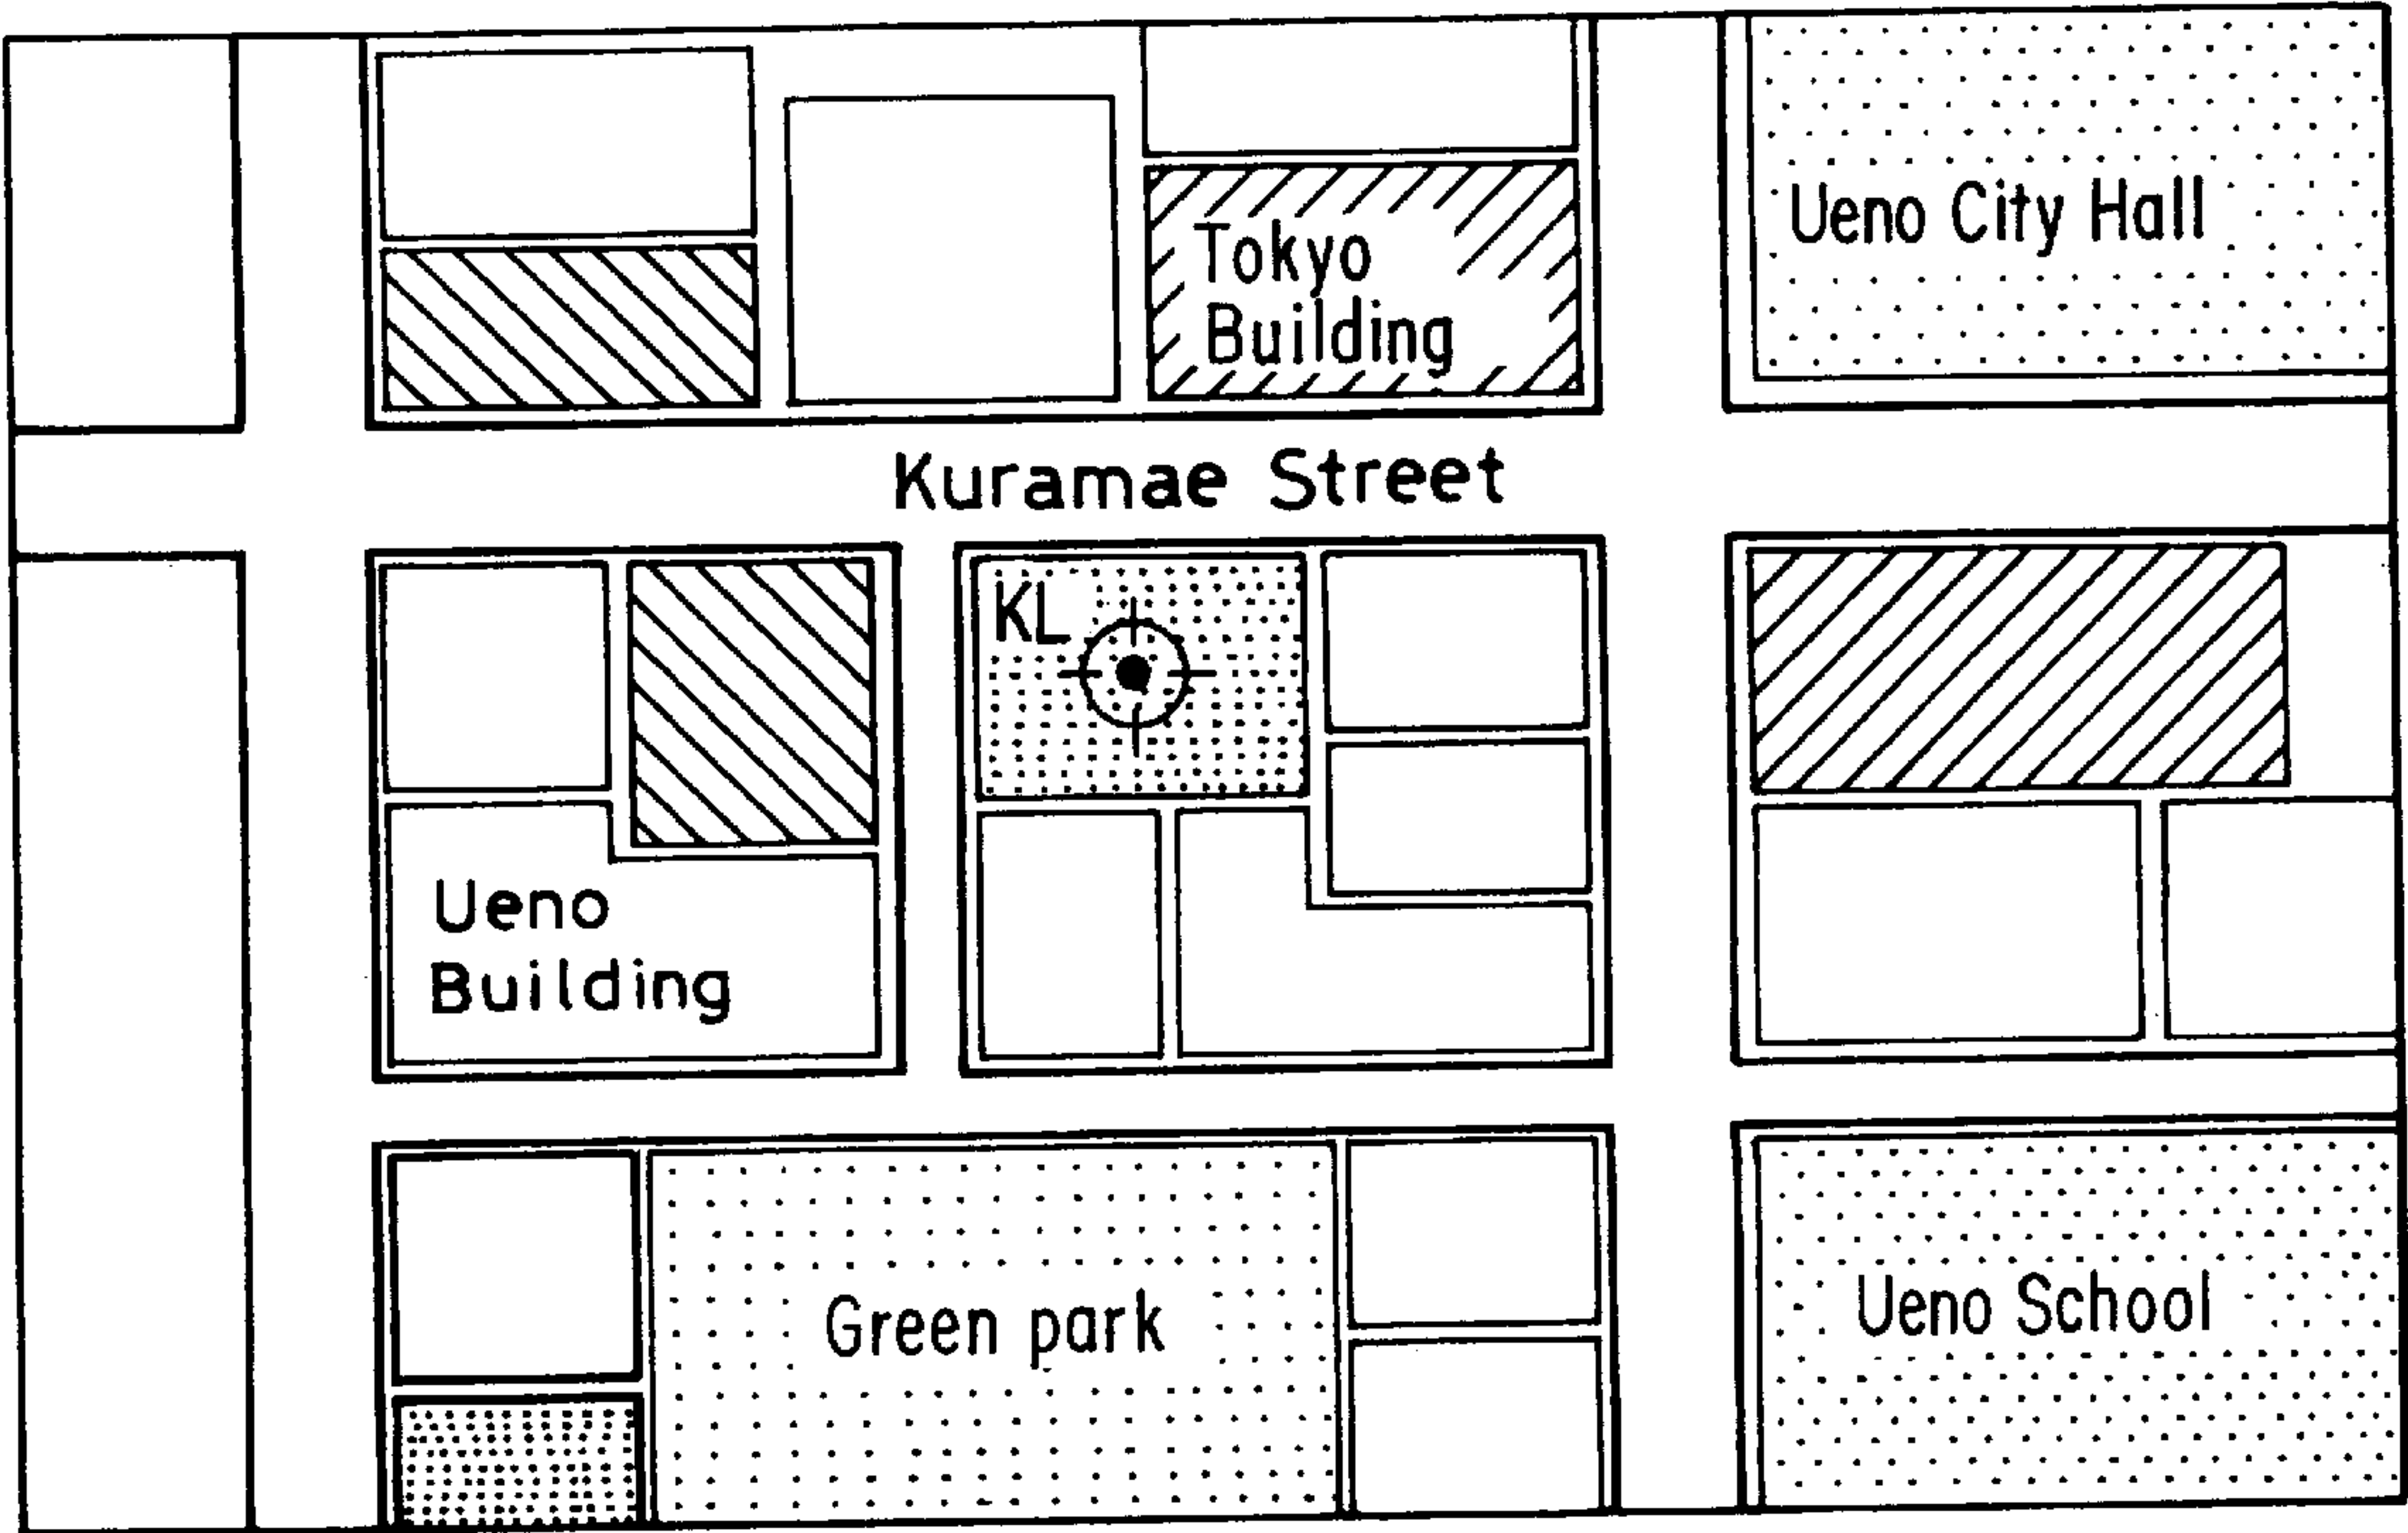 Ueno City Hall
Tokyo
Building
Kuramae Street
KL
Ueno
Building
Green park
Ueno School